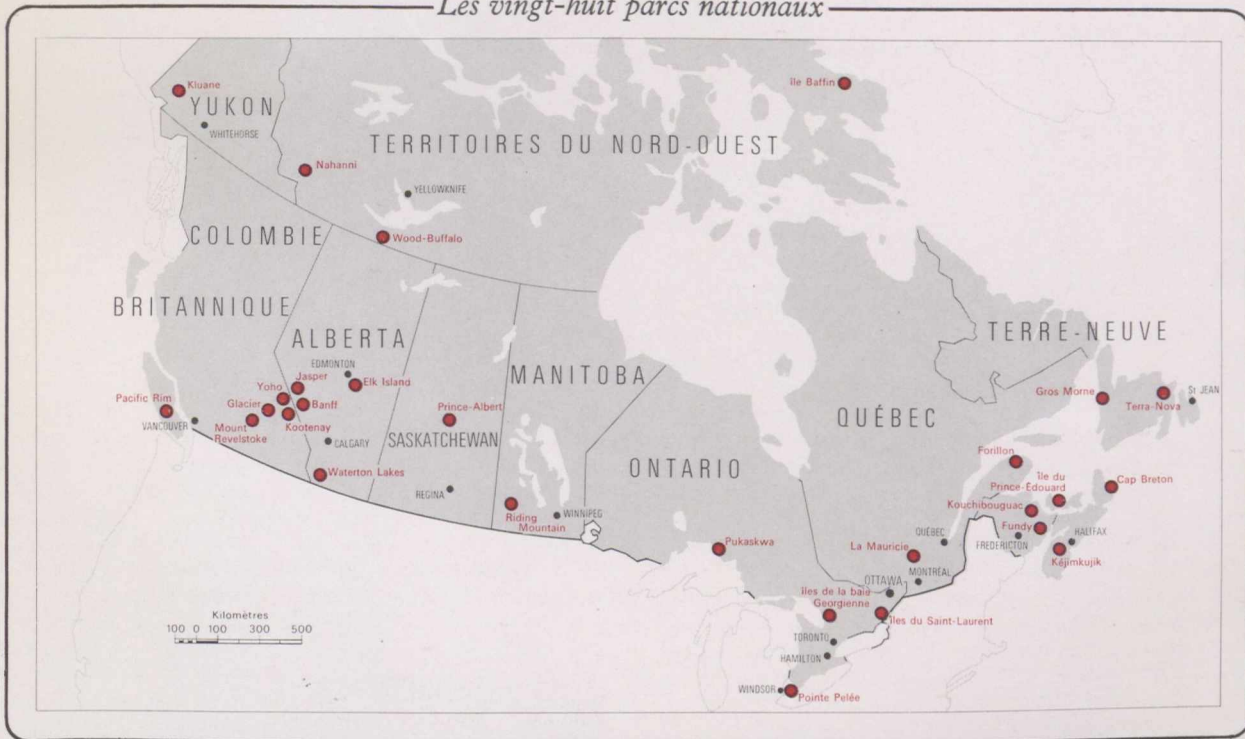 Les vingt-huit parcs nationaux
Kluane
YUKON
WHITEHORSE
île Baffin
TERRITOIRES DU NORD-OUEST
Nahanni
YELLOWKNIFE
Wood-Buffalo
COLOMBIE
BRITANNIQUE
ALBERTA
EDMONTON
Jasper
Elk Island
Yoho
Banff
Glacier
Kootenay
Mount
Revelstoke
Pacific Rim
VANCOUVER
CALGARY
Waterton Lakes
Prince-Albert
SASKATCHEWAN
REGINA
MANITOBA
Riding
Mountain
WINNIPEG
ONTARIO
Pukaskwa
QUÉBEC
TERRE-NEUVE
Gros Morne
Terra-Nova
St JEAN
Forillon
île du
Prince-Édouard
Cap Breton
Kouchibouguac
Fundy
FREDERICTON
HALIFAX
Kéjimkujik
QUÉBEC
La Mauricie
MONTRÉAL
OTTAWA
îles de la baie
Georgienne
îles du Saint-Laurent
TORONTO
HAMILTON
WINDSOR
Pointe Pelée
Kilomètres
100 0 100 300 500